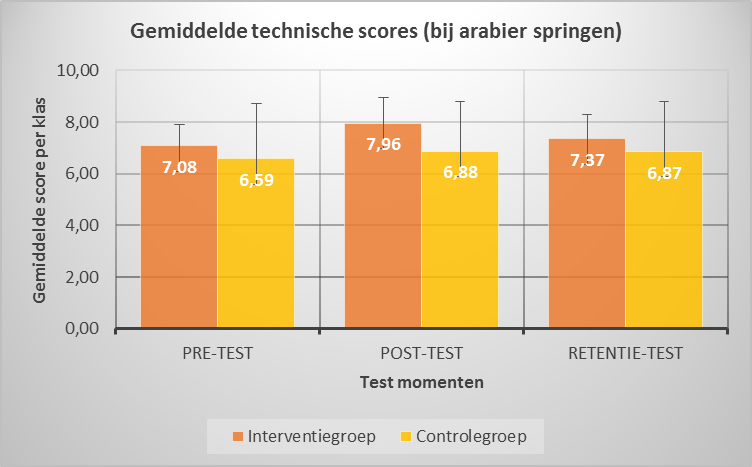 Gemiddelde technische scores (bij arabier springen)
Gemiddelde score per klas
10,00
8,00
6,00
4,00
2,00
0,00
7,08
6,59
7,96
6,88
7,37
6,87
PRE-TEST
POST-TEST
RETENTIE-TEST
Test momenten
Interventiegroep
Controlegroep